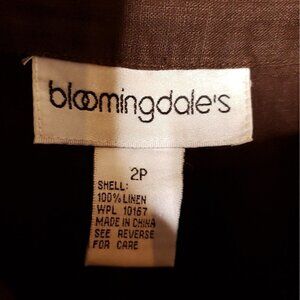 bloomingdale's
2P
SHELL:
100% LINEN
WPL 10167
MADE IN CHINA
SEE REVERSE
FOR CARE